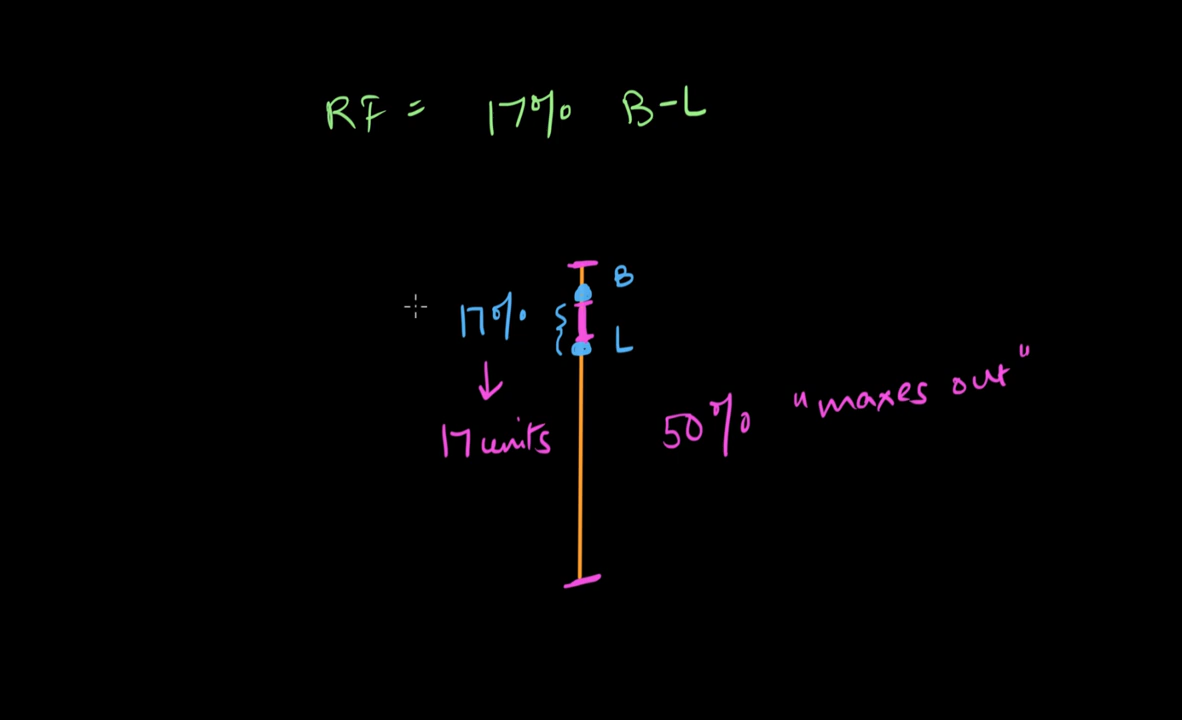 RF = 17% B-L
B
17%
L
50% "maxes out"
17 units